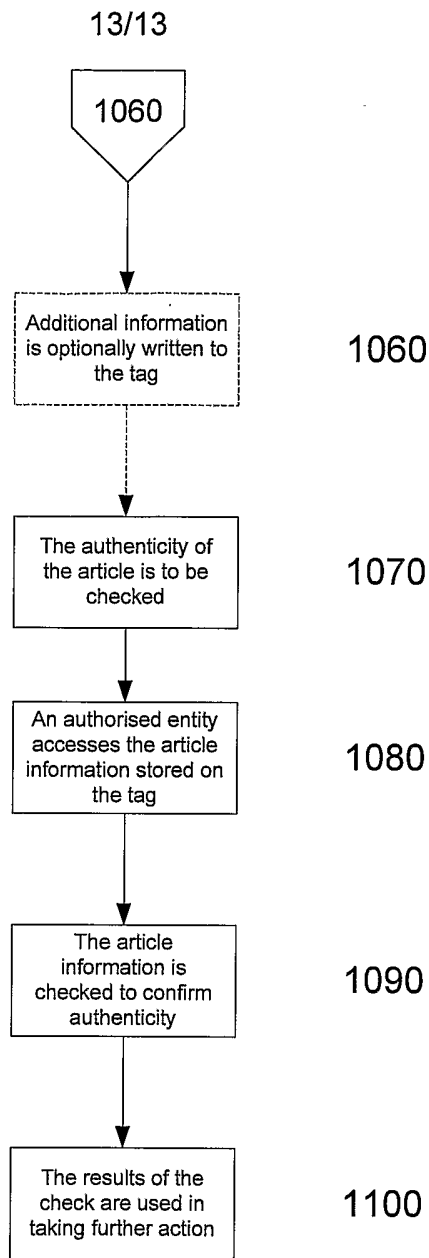 13/13
1060
Additional information
is optionally written to
the tag
1060
The authenticity of
the article is to be
checked
1070
An authorised entity
accesses the article
information stored on
the tag
1080
The article
information is
checked to confirm
authenticity
1090
The results of the
check are used in
taking further action
1100